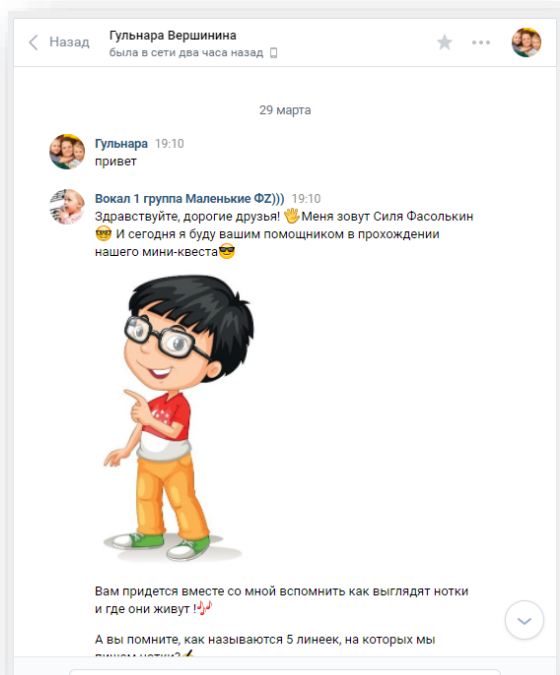 Назад
Гульнара Вершинина
была в сети два часа назад
29 марта
Гульнара 19:10
привет
Вокал 1 группа Маленькие ФZ))) 19:10
Здравствуйте, дорогие друзья! 🖐Меня зовут Силя Фасолькин
🤓 И сегодня я буду вашим помощником в прохождении
нашего мини-квеста😎
Вам придется вместе со мной вспомнить как выглядят нотки
и где они живут !🎶
А вы помните, как называются 5 линеек, на которых мы
пишем нотки?✍